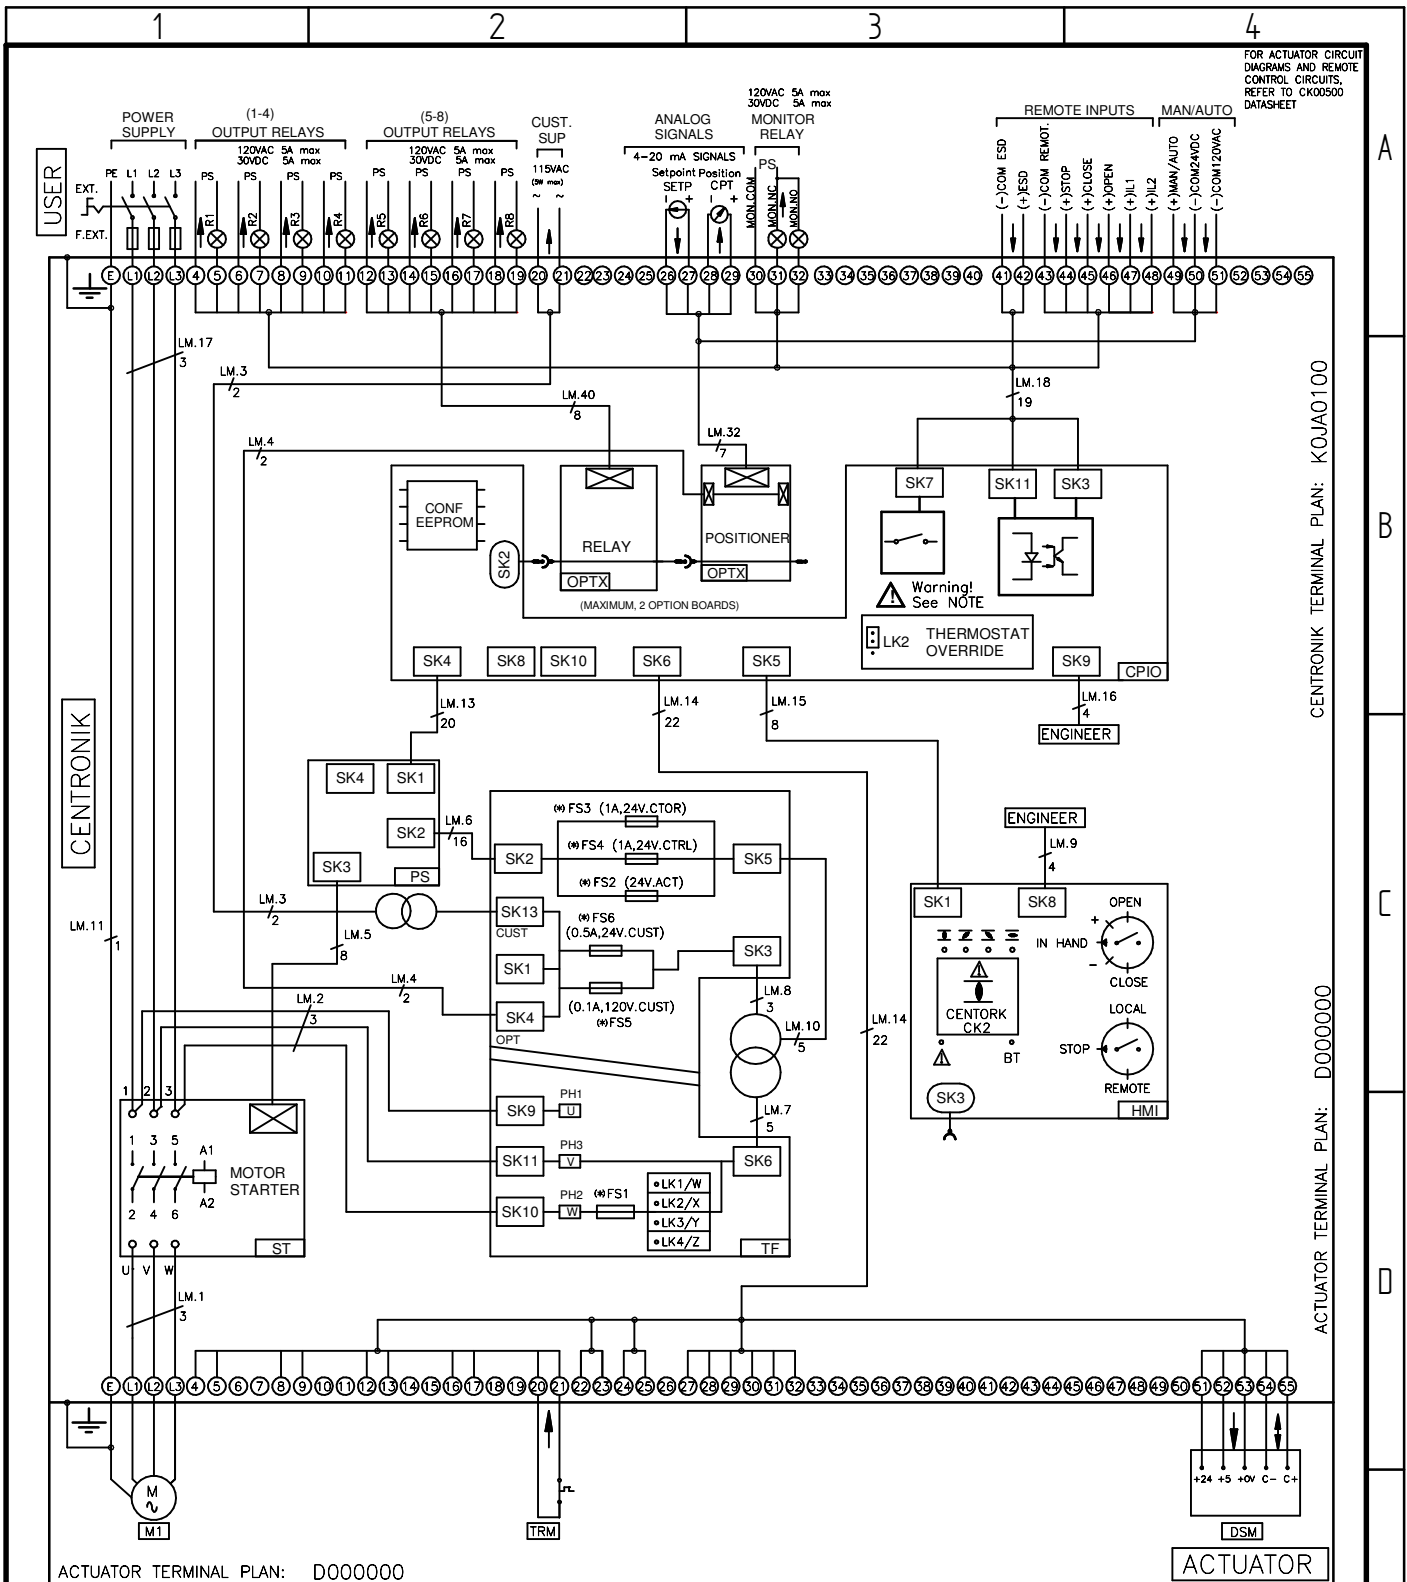 1 2 3 4
A
B
C
D
FOR ACTUATOR CIRCUIT
DIAGRAMS AND REMOTE
CONTROL CIRCUITS,
REFER TO CK00500
DATASHEET
USER
POWER
SUPPLY
PE L1 L2 L3
EXT.
F.EXT.
(1-4)
OUTPUT RELAYS
120VAC 5A max
30VDC 5A max
PS PS PS PS
R1 R2 R3 R4
(5-8)
OUTPUT RELAYS
120VAC 5A max
30VDC 5A max
PS PS PS PS
R5 R6 R7 R8
CUST.
SUP
115VAC
(5W max)
~ ~
ANALOG
SIGNALS
4-20 mA SIGNALS
Setpoint Position
SETP CPT
- + - +
120VAC 5A max
30VDC 5A max
MONITOR
RELAY
PS
MON.COM
MON.NC
MON.NO
REMOTE INPUTS
(-)COM ESD
(+)ESD
(-)COM REMOT.
(+)STOP
(+)CLOSE
(+)OPEN
(+)IL1
(+)IL2
MAN/AUTO
(+)MAN/AUTO
(-)COM24VDC
(-)COM120VAC
E L1 L2 L3 4 5 6 7 8 9 10 11 12 13 14 15 16 17 18 19 20 21 22 23 24 25 26 27 28 29 30 31 32 33 34 35 36 37 38 39 40 41 42 43 44 45 46 47 48 49 50 51 52 53 54 55
LM.17
3
LM.3
2
LM.40
8
LM.18
19
LM.4
2
LM.32
7
CENTRONIK TERMINAL PLAN: K0JA0100
CONF
EEPROM
SK2
RELAY
OPTX
POSITIONER
OPTX
(MAXIMUM, 2 OPTION BOARDS)
SK7
SK11
SK3
Warning!
See NOTE
LK2
THERMOSTAT
OVERRIDE
SK4
SK8
SK10
SK6
SK5
SK9
CPIO
LM.13
20
LM.14
22
LM.15
8
LM.16
4
ENGINEER
CENTRONIK
SK4
SK1
SK2
SK3
PS
LM.6
16
LM.3
2
LM.5
8
LM.4
2
LM.2
3
LM.11
1
(*)FS3 (1A,24V.CTOR)
(*)FS4 (1A,24V.CTRL)
(*)FS2 (24V.ACT)
SK2
SK5
SK13
CUST
(*)FS6
(0.5A,24V.CUST)
SK3
SK1
(0.1A,120V.CUST)
(*)FS5
SK4
OPT
LM.8
3
LM.10
5
LM.7
5
LM.14
22
SK9
PH1
U
SK11
PH3
V
SK6
SK10
PH2
W
(*)FS1
LK1/W
LK2/X
LK3/Y
LK4/Z
TF
ENGINEER
LM.9
4
SK1
SK8
OPEN
+
IN HAND
-
CLOSE
CENTORK
CK2
BT
LOCAL
STOP
REMOTE
SK3
HMI
ACTUATOR TERMINAL PLAN: D000000
1 2 3
1 3 5
A1
A2
MOTOR
STARTER
2 4 6
ST
U V W
LM.1
3
E L1 L2 L3 4 5 6 7 8 9 10 11 12 13 14 15 16 17 18 19 20 21 22 23 24 25 26 27 28 29 30 31 32 33 34 35 36 37 38 39 40 41 42 43 44 45 46 47 48 49 50 51 52 53 54 55
M
~
M1
TRM
+24 +5 +0V C- C+
DSM
ACTUATOR
ACTUATOR TERMINAL PLAN: D000000